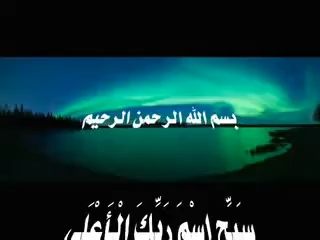 بسم الله الرحمن الرحيم
سَبِّحِ اسْمَ رَبِّكَ الْأَعْلَى